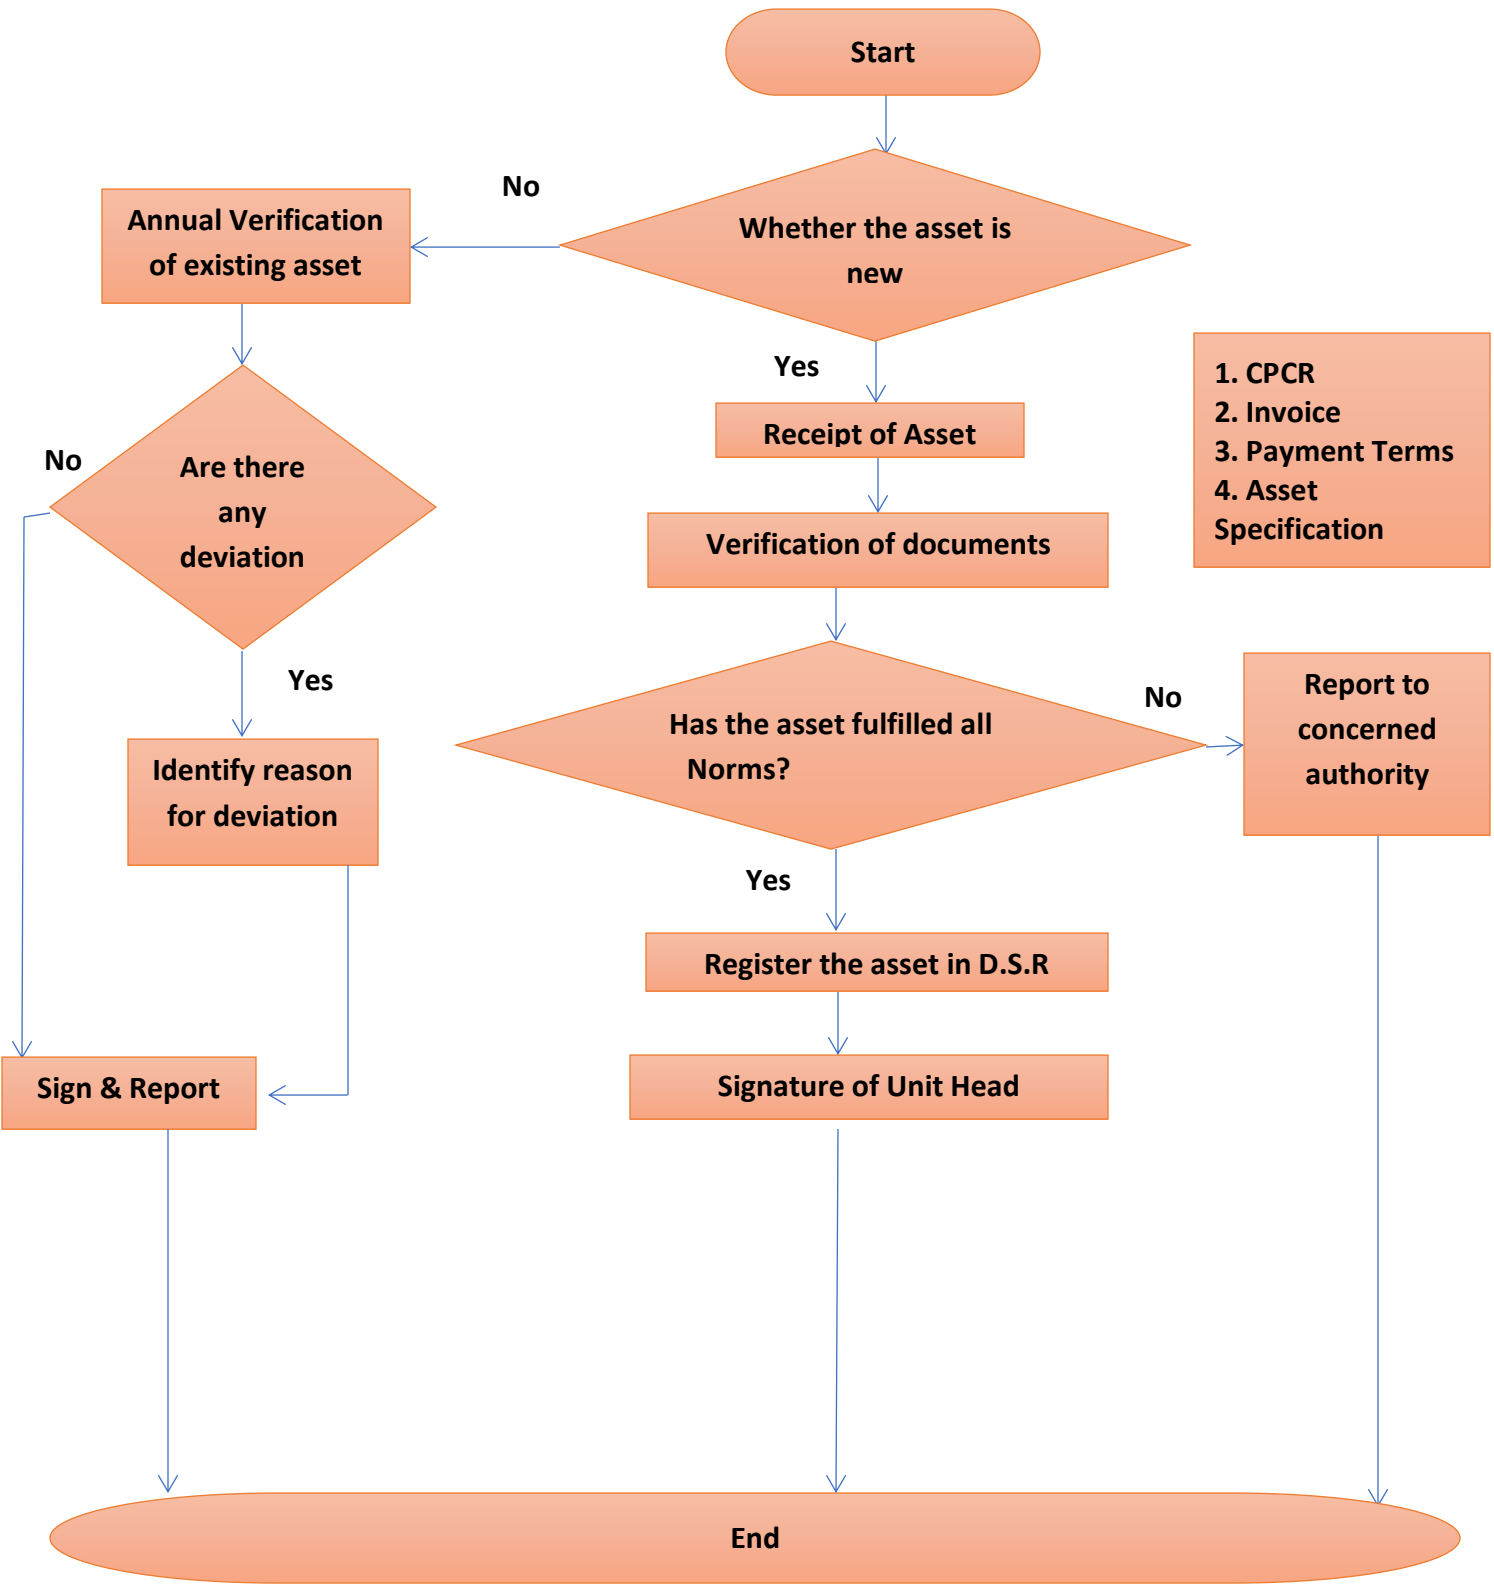 Start
No
Whether the asset is
new
Annual Verification
of existing asset
Yes
1. CPCR
2. Invoice
3. Payment Terms
4. Asset
Specification
Receipt of Asset
No
Are there
any
deviation
Verification of documents
Yes
Has the asset fulfilled all
Norms?
No
Report to
concerned
authority
Identify reason
for deviation
Yes
Register the asset in D.S.R
Sign & Report
Signature of Unit Head
End